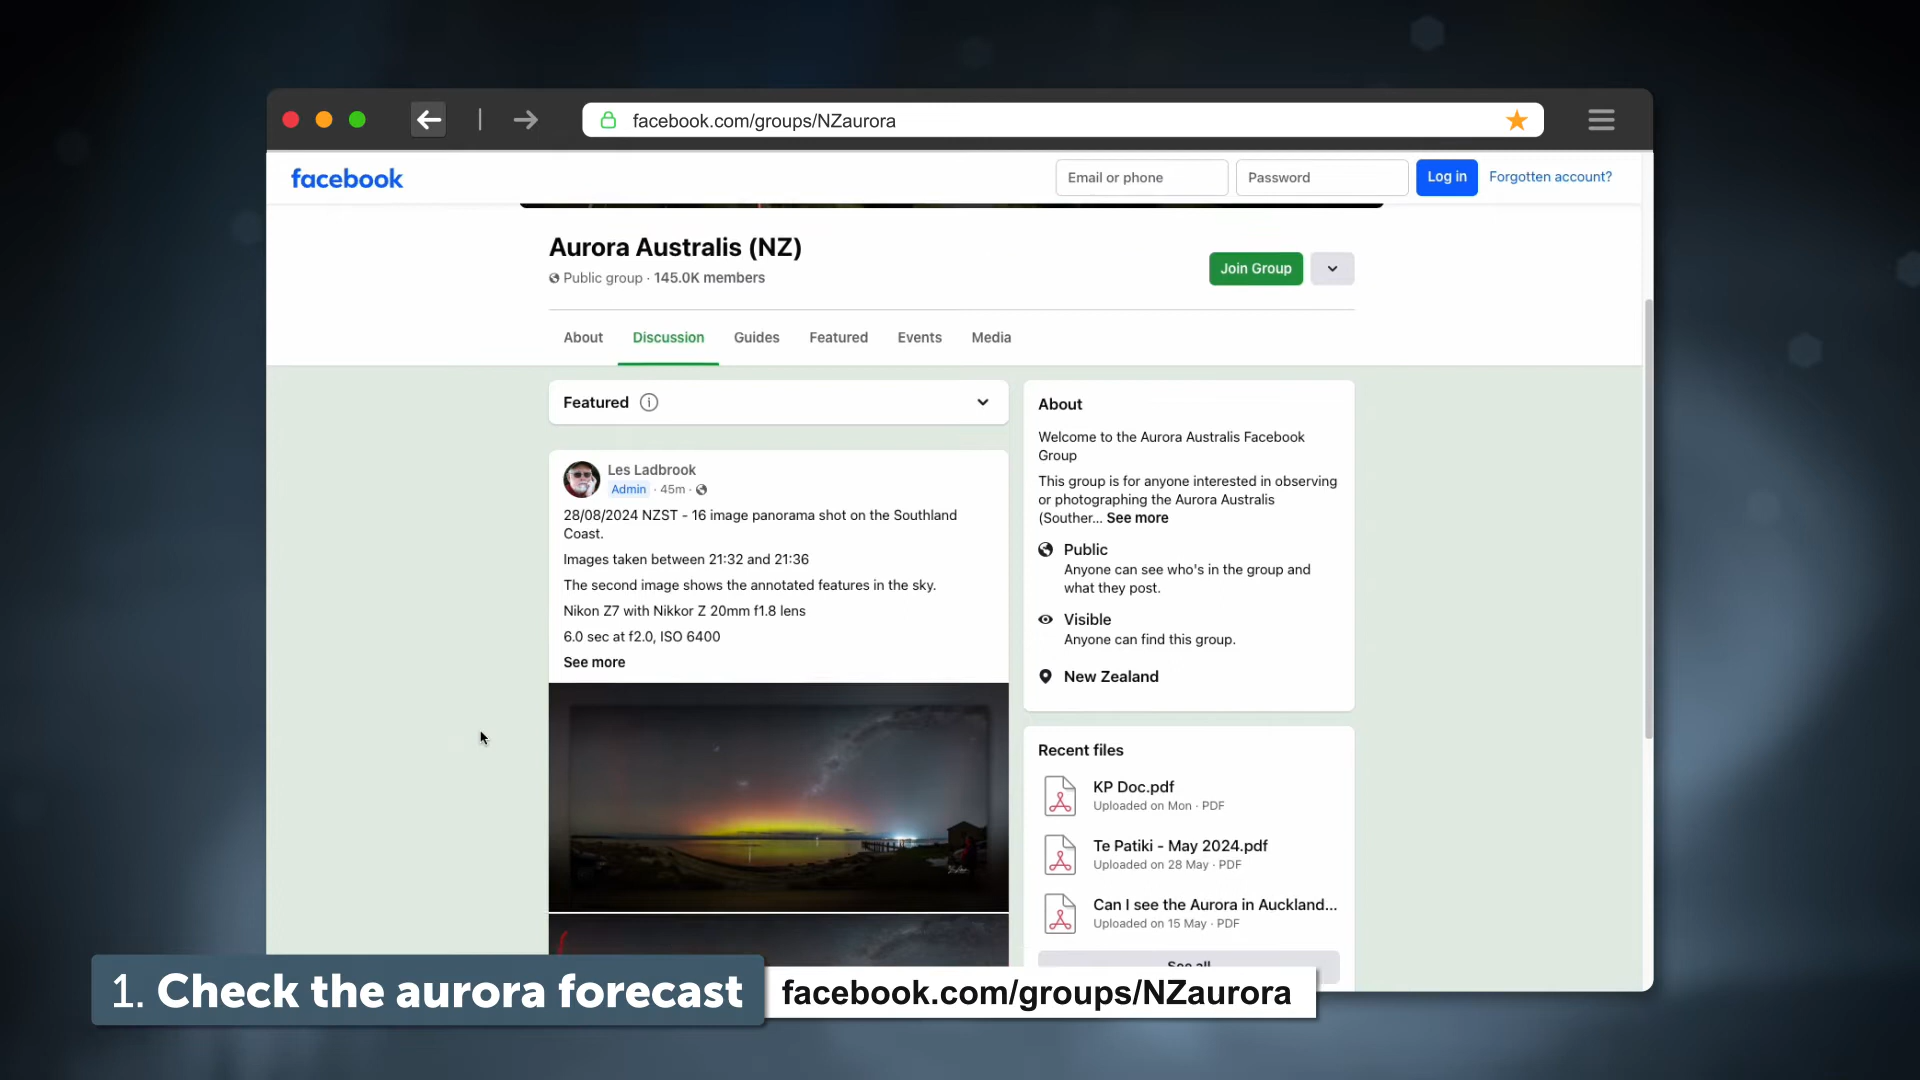 facebook.com/groups/NZaurora
facebook
Email or phone
Password
Log in
Forgotten account?
Aurora Australis (NZ)
Public group · 145.0K members
Join Group
About
Discussion
Guides
Featured
Events
Media
Featured
Les Ladbrook
Admin · 45m ·
28/08/2024 NZST - 16 image panorama shot on the Southland
Coast.
Images taken between 21:32 and 21:36
The second image shows the annotated features in the sky.
Nikon Z7 with Nikkor Z 20mm f1.8 lens
6.0 sec at f2.0, ISO 6400
See more
About
Welcome to the Aurora Australis Facebook
Group
This group is for anyone interested in observing
or photographing the Aurora Australis
(Souther... See more
Public
Anyone can see who's in the group and
what they post.
Visible
Anyone can find this group.
New Zealand
Recent files
KP Doc.pdf
Uploaded on Mon · PDF
Te Patiki - May 2024.pdf
Uploaded on 28 May · PDF
Can I see the Aurora in Auckland...
Uploaded on 15 May · PDF
See all
1. Check the aurora forecast
facebook.com/groups/NZaurora